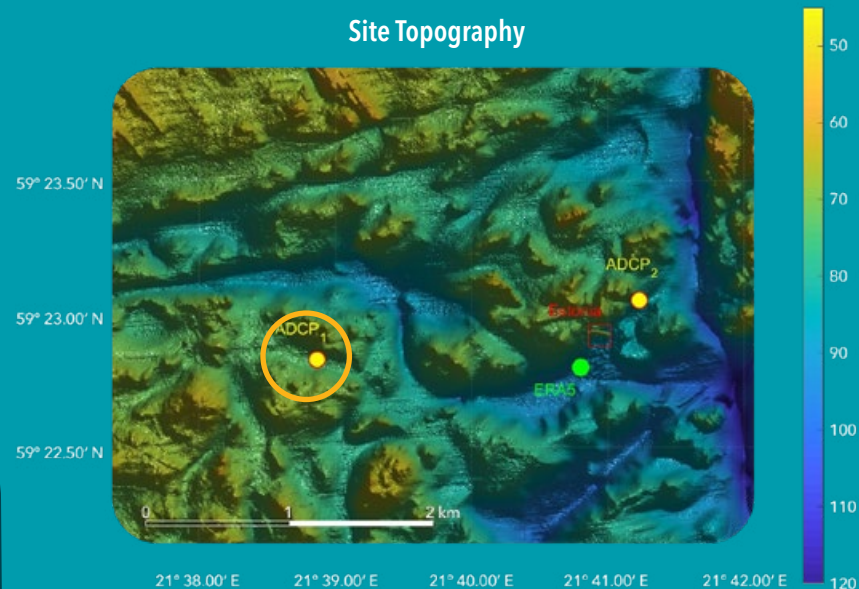 Site Topography
50
60
70
80
90
100
110
120
59° 23.50' N
59° 23.00' N
59° 22.50' N
ADCP2
Estonia
ADCP1
ERA5
0 1 2 km
21° 38.00' E 21° 39.00' E 21° 40.00' E 21° 41.00' E 21° 42.00' E